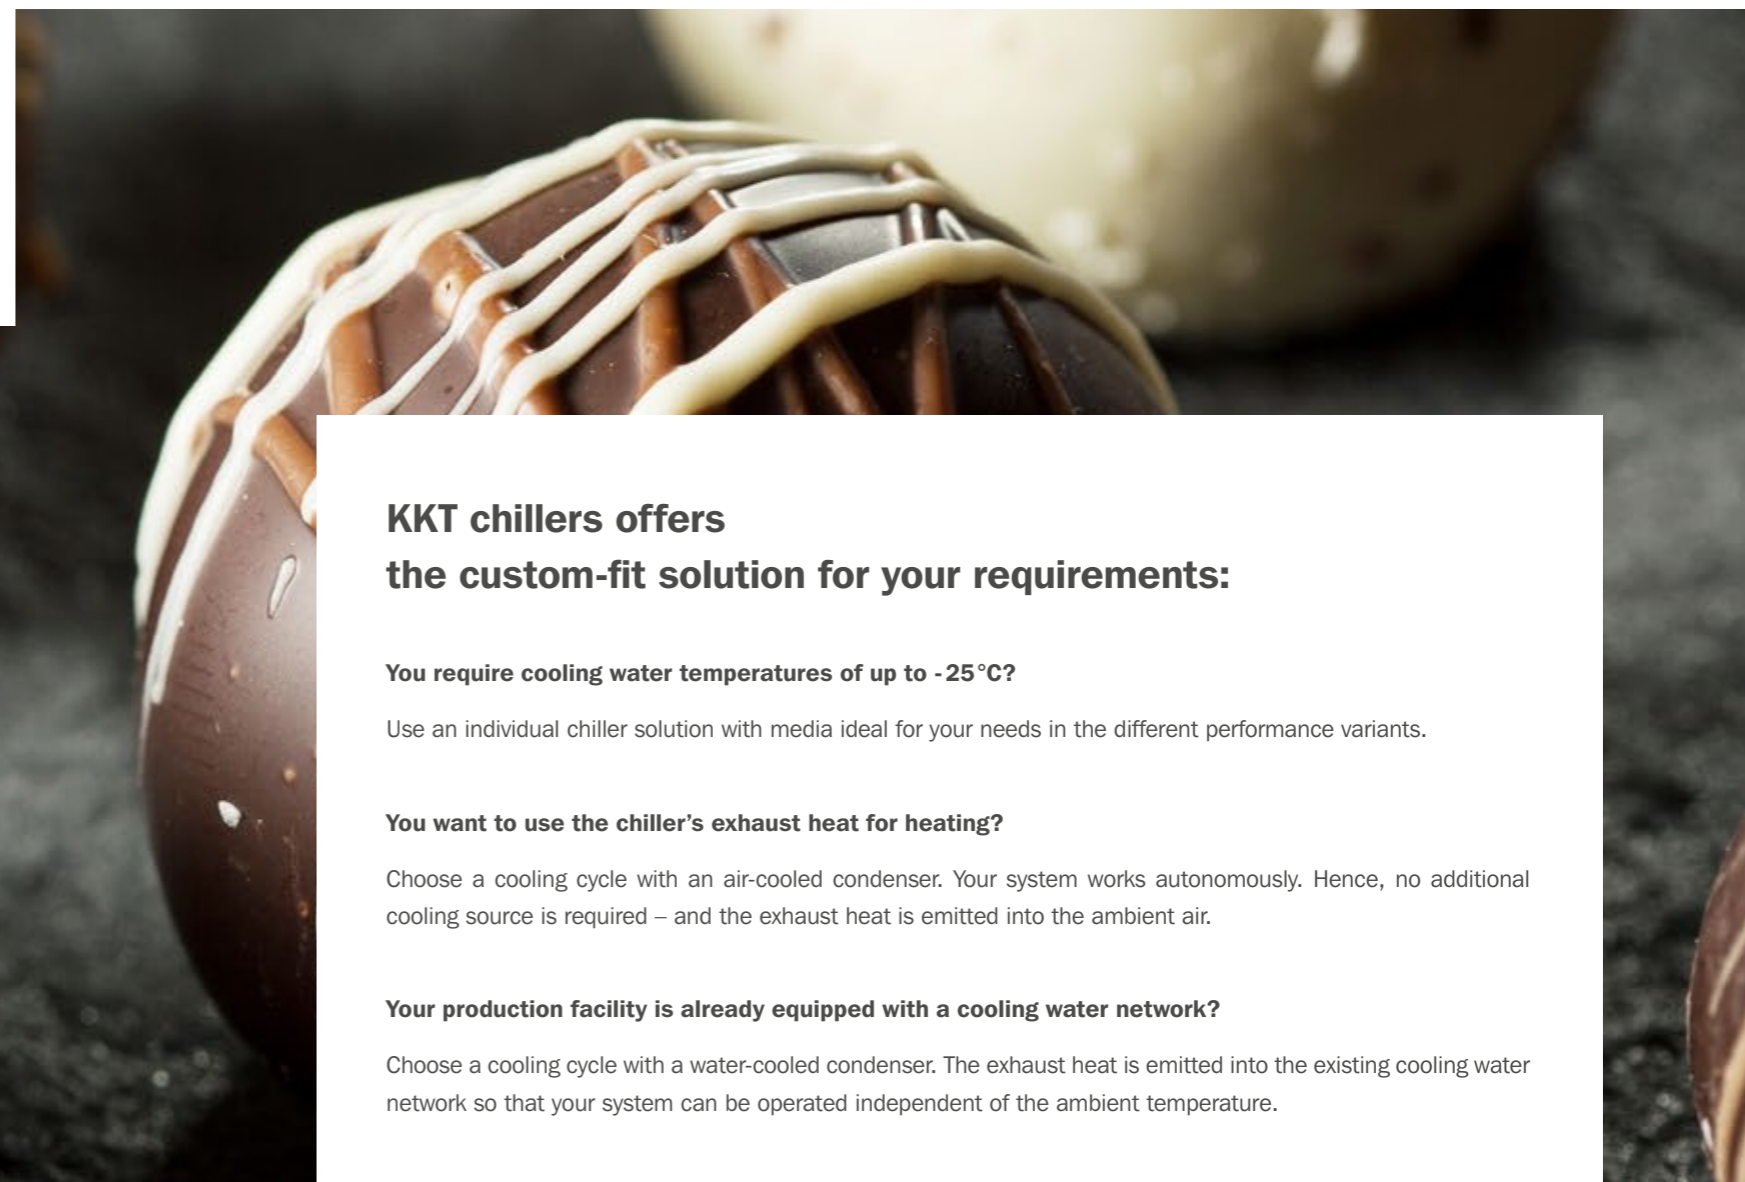 KKT chillers offers
the custom-fit solution for your requirements:
You require cooling water temperatures of up to -25°C?
Use an individual chiller solution with media ideal for your needs in the different performance variants.
You want to use the chiller’s exhaust heat for heating?
Choose a cooling cycle with an air-cooled condenser. Your system works autonomously. Hence, no additional
cooling source is required – and the exhaust heat is emitted into the ambient air.
Your production facility is already equipped with a cooling water network?
Choose a cooling cycle with a water-cooled condenser. The exhaust heat is emitted into the existing cooling water
network so that your system can be operated independent of the ambient temperature.